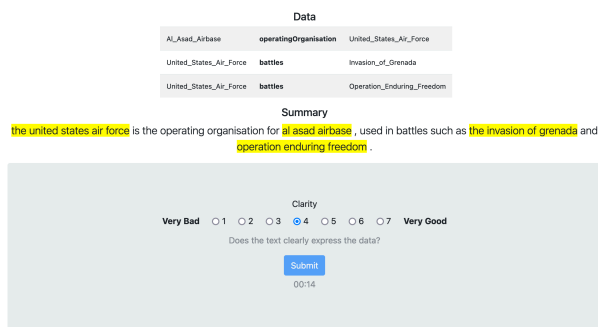 Data
Al_Asad_Airbase operatingOrganisation United_States_Air_Force
United_States_Air_Force battles Invasion_of_Grenada
United_States_Air_Force battles Operation_Enduring_Freedom
Summary
the united states air force is the operating organisation for al asad airbase , used in battles such as the invasion of grenada and
operation enduring freedom .
Clarity
Very Bad 1 2 3 4 5 6 7 Very Good
Does the text clearly express the data?
Submit
00:14